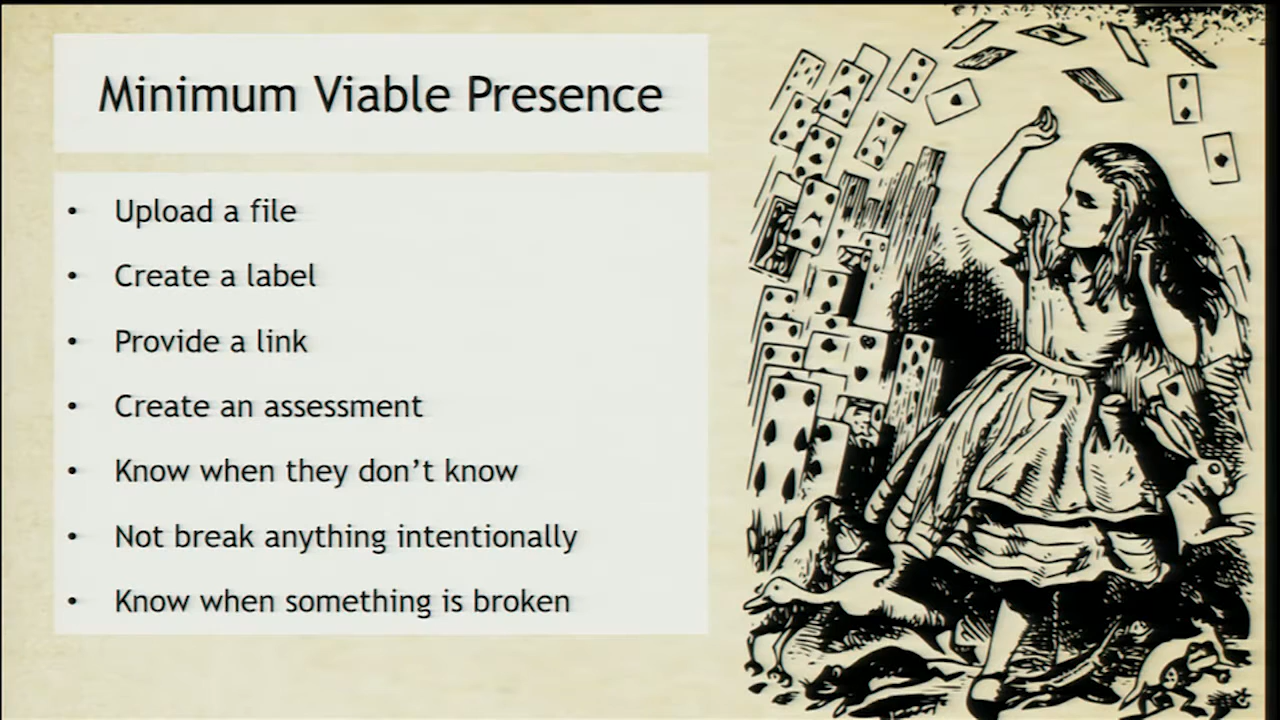 Minimum Viable Presence
• Upload a file
• Create a label
• Provide a link
• Create an assessment
• Know when they don’t know
• Not break anything intentionally
• Know when something is broken